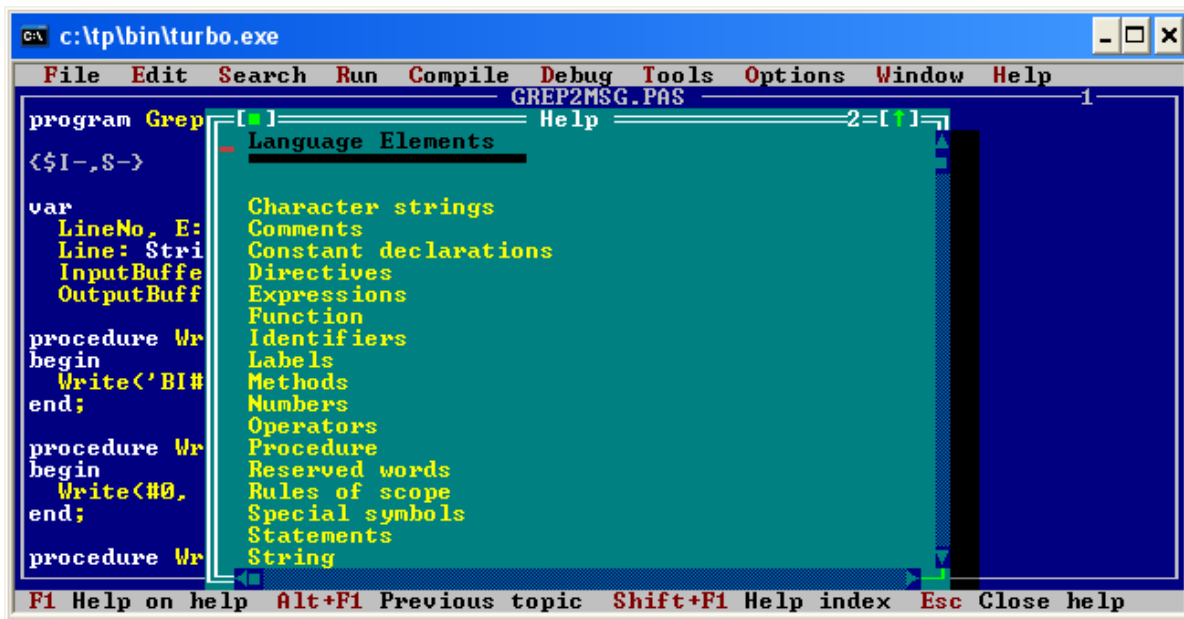 c:\tp\bin\turbo.exe
File Edit Search Run Compile Debug Tools Options Window Help
GREP2MSG.PAS 1
program Grep
[■] Help 2=[↑]
Language Elements
{$I-,S-}
var
LineNo, E:
Line: Stri
InputBuffe
OutputBuff
procedure Wr
begin
Write('BI#
end;
procedure Wr
begin
Write(#0,
end;
procedure Wr
Character strings
Comments
Constant declarations
Directives
Expressions
Function
Identifiers
Labels
Methods
Numbers
Operators
Procedure
Reserved words
Rules of scope
Special symbols
Statements
String
F1 Help on help Alt+F1 Previous topic Shift+F1 Help index Esc Close help